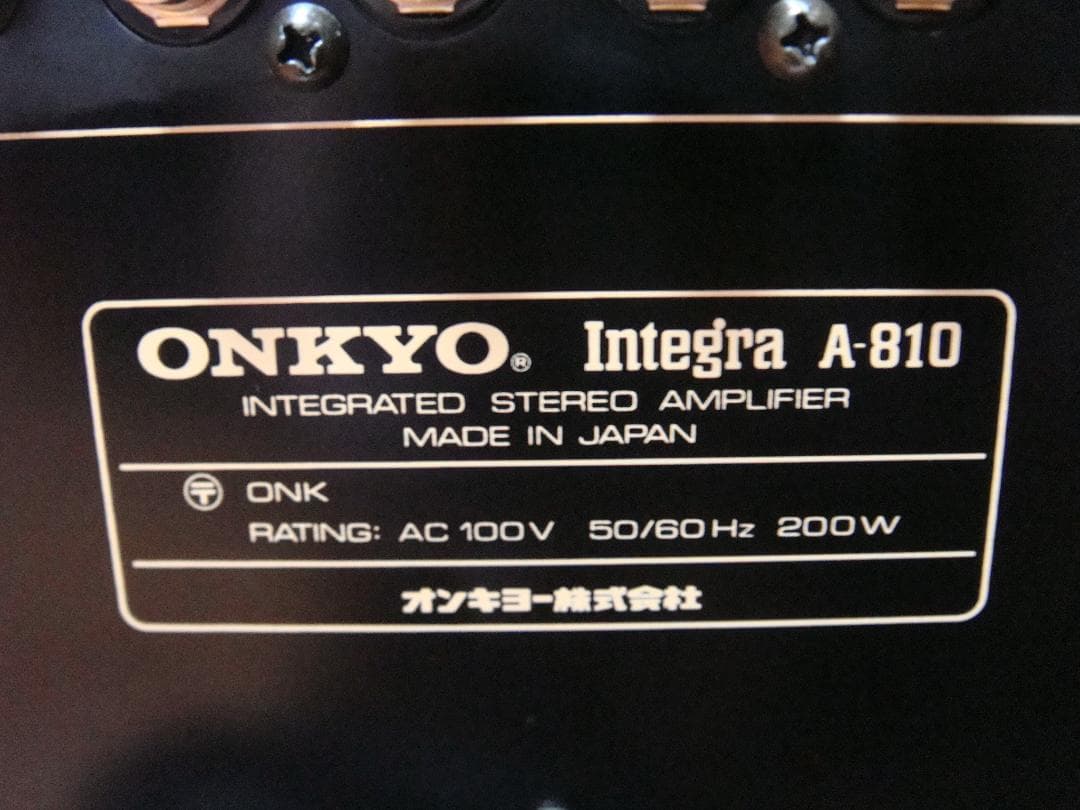 ONKYO® Integra A-810
INTEGRATED STEREO AMPLIFIER
MADE IN JAPAN
〒 ONK
RATING: AC 100V 50/60Hz 200W
オンキヨー株式会社